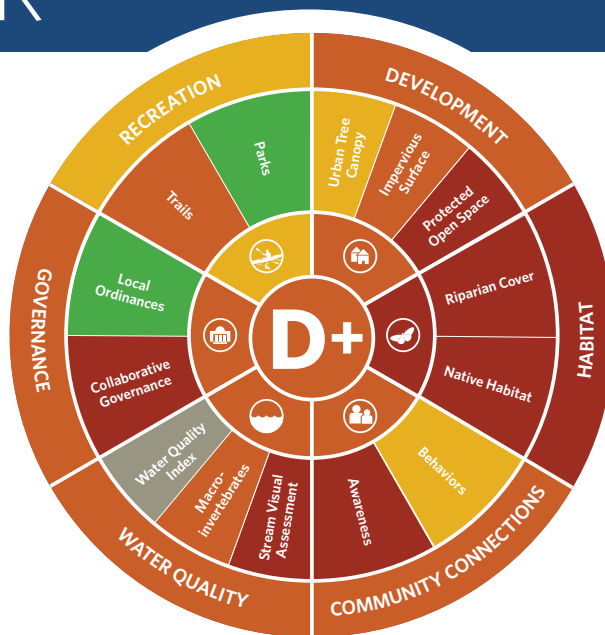 RECREATION
DEVELOPMENT
HABITAT
COMMUNITY CONNECTIONS
WATER QUALITY
GOVERNANCE
Trails
Parks
Urban Tree
Canopy
Impervious
Surface
Protected
Open Space
Riparian Cover
Native Habitat
Behaviors
Awareness
Stream Visual
Assessment
Macro-
invertebrates
Water Quality
Index
Collaborative
Governance
Local
Ordinances
D+